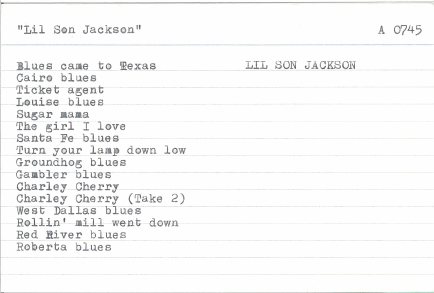 "Lil Son Jackson" A 0745
Blues came to Texas LIL SON JACKSON
Cairo blues
Ticket agent
Louise blues
Sugar mama
The girl I love
Santa Fe blues
Turn your lamp down low
Groundhog blues
Gambler blues
Charley Cherry
Charley Cherry (Take 2)
West Dallas blues
Rollin' mill went down
Red River blues
Roberta blues